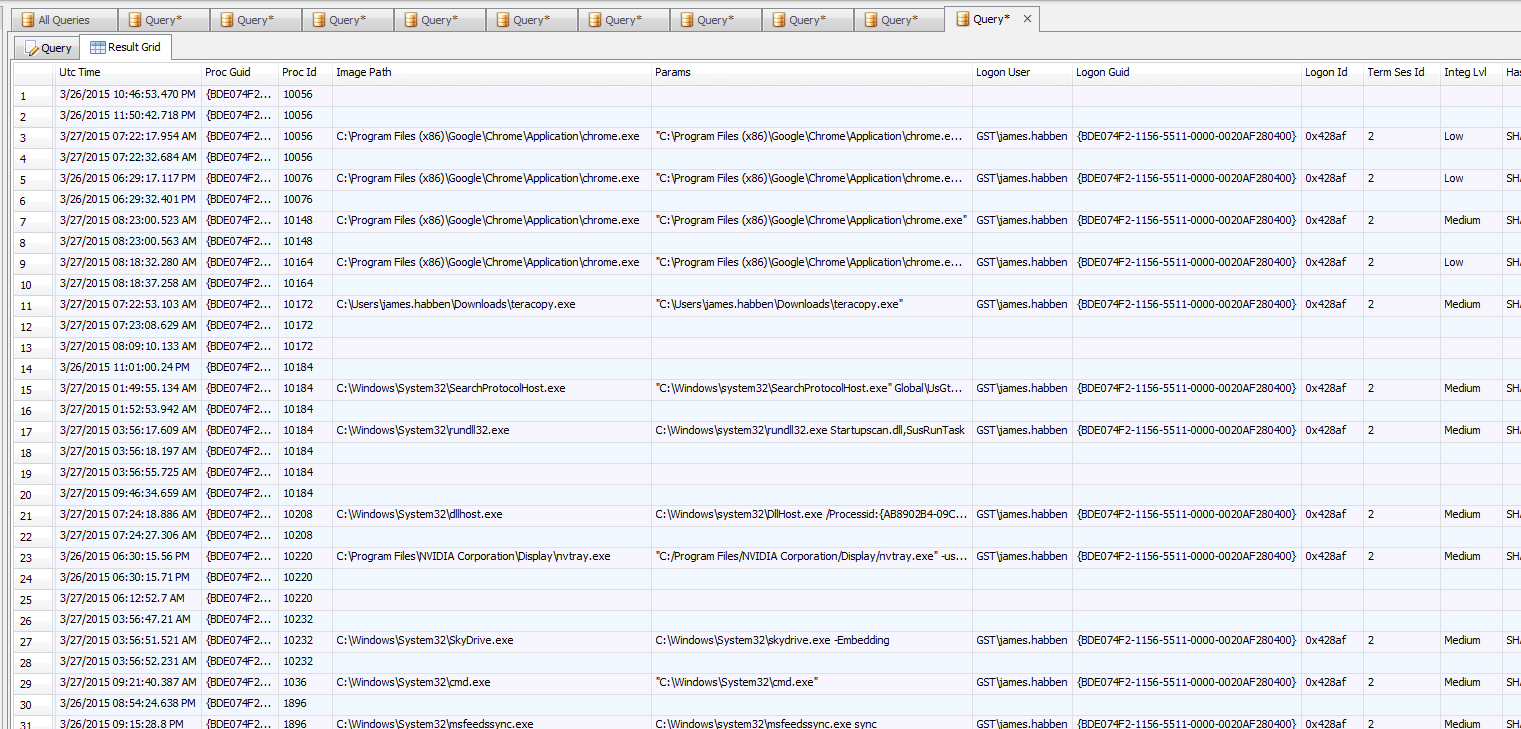 All Queries Query* Query* Query* Query* Query* Query* Query* Query* Query* Query*
Query Result Grid
Utc Time Proc Guid Proc Id Image Path Params Logon User Logon Guid Logon Id Term Ses Id Integ Lvl Has
1 3/26/2015 10:46:53.470 PM {BDE074F2... 10056
2 3/26/2015 11:50:42.718 PM {BDE074F2... 10056
3 3/27/2015 07:22:17.954 AM {BDE074F2... 10056 C:\Program Files (x86)\Google\Chrome\Application\chrome.exe "C:\Program Files (x86)\Google\Chrome\Application\chrome.e... GST\james.habben {BDE074F2-1156-5511-0000-0020AF280400} 0x428af 2 Low SHA
4 3/27/2015 07:22:32.684 AM {BDE074F2... 10056
5 3/26/2015 06:29:17.117 PM {BDE074F2... 10076 C:\Program Files (x86)\Google\Chrome\Application\chrome.exe "C:\Program Files (x86)\Google\Chrome\Application\chrome.e... GST\james.habben {BDE074F2-1156-5511-0000-0020AF280400} 0x428af 2 Low SHA
6 3/26/2015 06:29:32.401 PM {BDE074F2... 10076
7 3/27/2015 08:23:00.523 AM {BDE074F2... 10148 C:\Program Files (x86)\Google\Chrome\Application\chrome.exe "C:\Program Files (x86)\Google\Chrome\Application\chrome.exe" GST\james.habben {BDE074F2-1156-5511-0000-0020AF280400} 0x428af 2 Medium SHA
8 3/27/2015 08:23:00.563 AM {BDE074F2... 10148
9 3/27/2015 08:18:32.280 AM {BDE074F2... 10164 C:\Program Files (x86)\Google\Chrome\Application\chrome.exe "C:\Program Files (x86)\Google\Chrome\Application\chrome.e... GST\james.habben {BDE074F2-1156-5511-0000-0020AF280400} 0x428af 2 Low SHA
10 3/27/2015 08:18:37.258 AM {BDE074F2... 10164
11 3/27/2015 07:22:53.103 AM {BDE074F2... 10172 C:\Users\james.habben\Downloads\teracopy.exe "C:\Users\james.habben\Downloads\teracopy.exe" GST\james.habben {BDE074F2-1156-5511-0000-0020AF280400} 0x428af 2 Medium SHA
12 3/27/2015 07:23:08.629 AM {BDE074F2... 10172
13 3/27/2015 08:09:10.133 AM {BDE074F2... 10172
14 3/26/2015 11:01:00.24 PM {BDE074F2... 10184
15 3/27/2015 01:49:55.134 AM {BDE074F2... 10184 C:\Windows\System32\SearchProtocolHost.exe "C:\Windows\system32\SearchProtocolHost.exe" Global\UsGt... GST\james.habben {BDE074F2-1156-5511-0000-0020AF280400} 0x428af 2 Medium SHA
16 3/27/2015 01:52:53.942 AM {BDE074F2... 10184
17 3/27/2015 03:56:17.609 AM {BDE074F2... 10184 C:\Windows\System32\rundll32.exe C:\Windows\system32\rundll32.exe Startupscan.dll,SusRunTask GST\james.habben {BDE074F2-1156-5511-0000-0020AF280400} 0x428af 2 Medium SHA
18 3/27/2015 03:56:18.197 AM {BDE074F2... 10184
19 3/27/2015 03:56:55.725 AM {BDE074F2... 10184
20 3/27/2015 09:46:34.659 AM {BDE074F2... 10184
21 3/27/2015 07:24:18.886 AM {BDE074F2... 10208 C:\Windows\System32\dllhost.exe C:\Windows\system32\DllHost.exe /Processid:{AB8902B4-09C... GST\james.habben {BDE074F2-1156-5511-0000-0020AF280400} 0x428af 2 Medium SHA
22 3/27/2015 07:24:27.306 AM {BDE074F2... 10208
23 3/26/2015 06:30:15.56 PM {BDE074F2... 10220 C:\Program Files\NVIDIA Corporation\Display\nvtray.exe "C:/Program Files/NVIDIA Corporation/Display/nvtray.exe" -us... GST\james.habben {BDE074F2-1156-5511-0000-0020AF280400} 0x428af 2 Medium SHA
24 3/26/2015 06:30:15.71 PM {BDE074F2... 10220
25 3/27/2015 06:12:52.7 AM {BDE074F2... 10220
26 3/27/2015 03:56:47.21 AM {BDE074F2... 10232
27 3/27/2015 03:56:51.521 AM {BDE074F2... 10232 C:\Windows\System32\SkyDrive.exe C:\Windows\System32\skydrive.exe -Embedding GST\james.habben {BDE074F2-1156-5511-0000-0020AF280400} 0x428af 2 Medium SHA
28 3/27/2015 03:56:52.231 AM {BDE074F2... 10232
29 3/27/2015 09:21:40.387 AM {BDE074F2... 1036 C:\Windows\System32\cmd.exe "C:\Windows\System32\cmd.exe" GST\james.habben {BDE074F2-1156-5511-0000-0020AF280400} 0x428af 2 Medium SHA
30 3/26/2015 08:54:24.638 PM {BDE074F2... 1896
31 3/26/2015 09:15:28.8 PM {BDE074F2... 1896 C:\Windows\System32\msfeedssync.exe C:\Windows\system32\msfeedssync.exe sync GST\james.habben {BDE074F2-1156-5511-0000-0020AF280400} 0x428af 2 Medium SHA